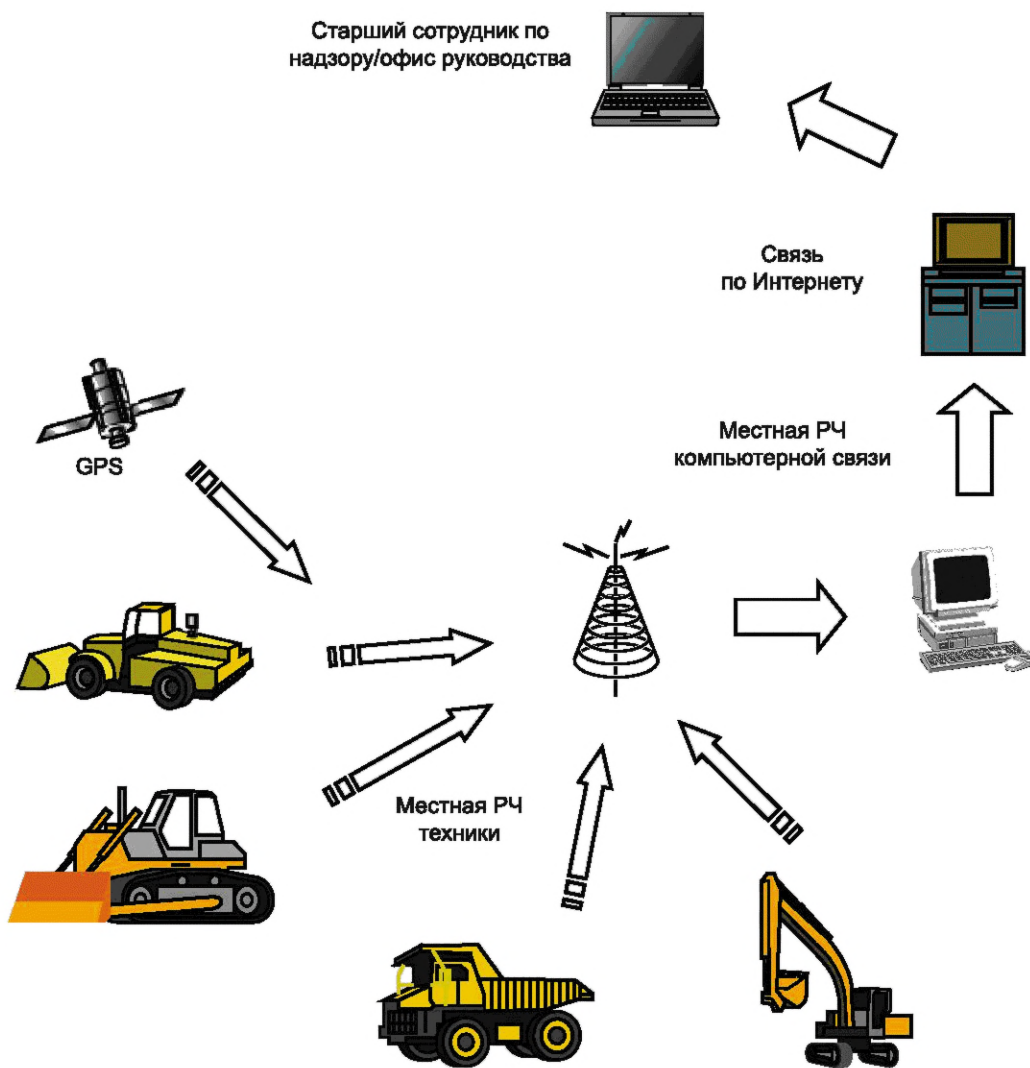 Старший сотрудник по
надзору/офис руководства
Связь
по Интернету
Местная РЧ
компьютерной связи
GPS
Местная РЧ
техники